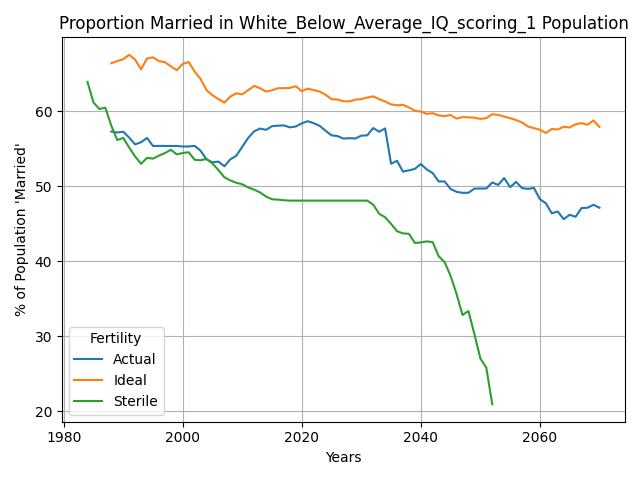 Proportion Married in White_Below_Average_IQ_scoring_1 Population
% of Population 'Married'
60
50
40
30
20
Fertility
Actual
Ideal
Sterile
1980
2000
2020
2040
2060
Years